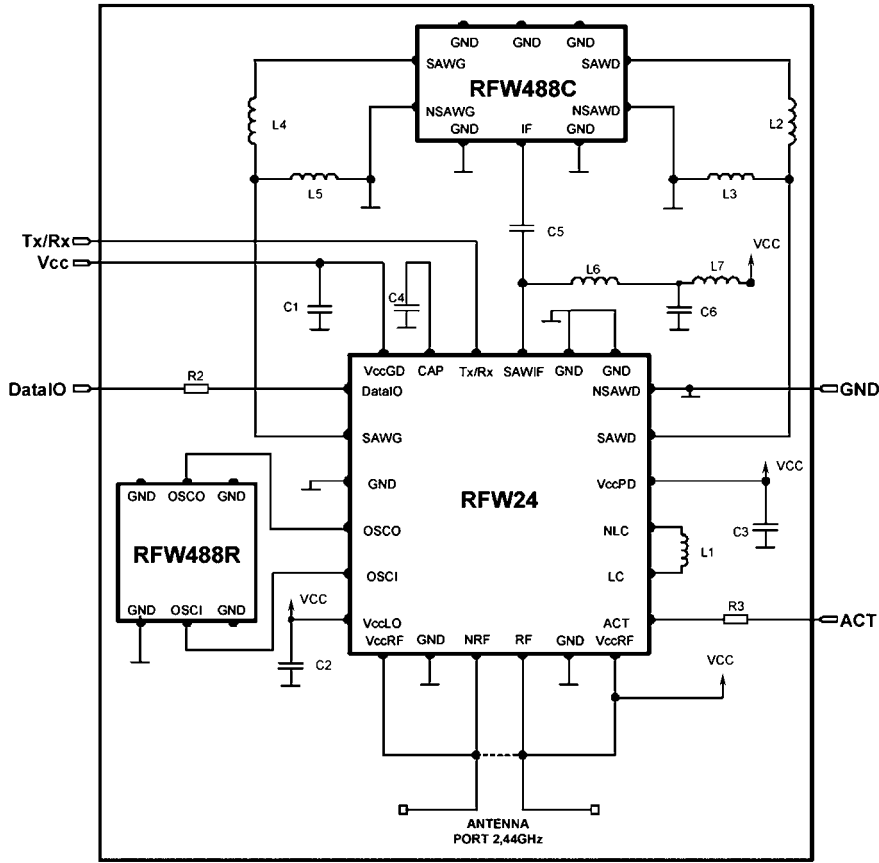 GND GND GND
SAWG SAWD
RFW488C
NSAWG NSAWD
GND IF GND
L4
L2
L5
L3
C5
Tx/Rx
Vcc
L6
L7
VCC
C1
C4
C6
VccGD CAP Tx/Rx SAWIF GND GND
DataIO
R2
DataIO
NSAWD
GND
SAWG
SAWD
GND
VccPD
VCC
RFW24
GND OSCO GND
OSCO
NLC
L1
C3
RFW488R
OSCI
LC
GND OSCI GND
VCC
VccLO
ACT
R3
ACT
VccRF GND NRF RF GND VccRF
C2
VCC
ANTENNA
PORT 2,44GHz